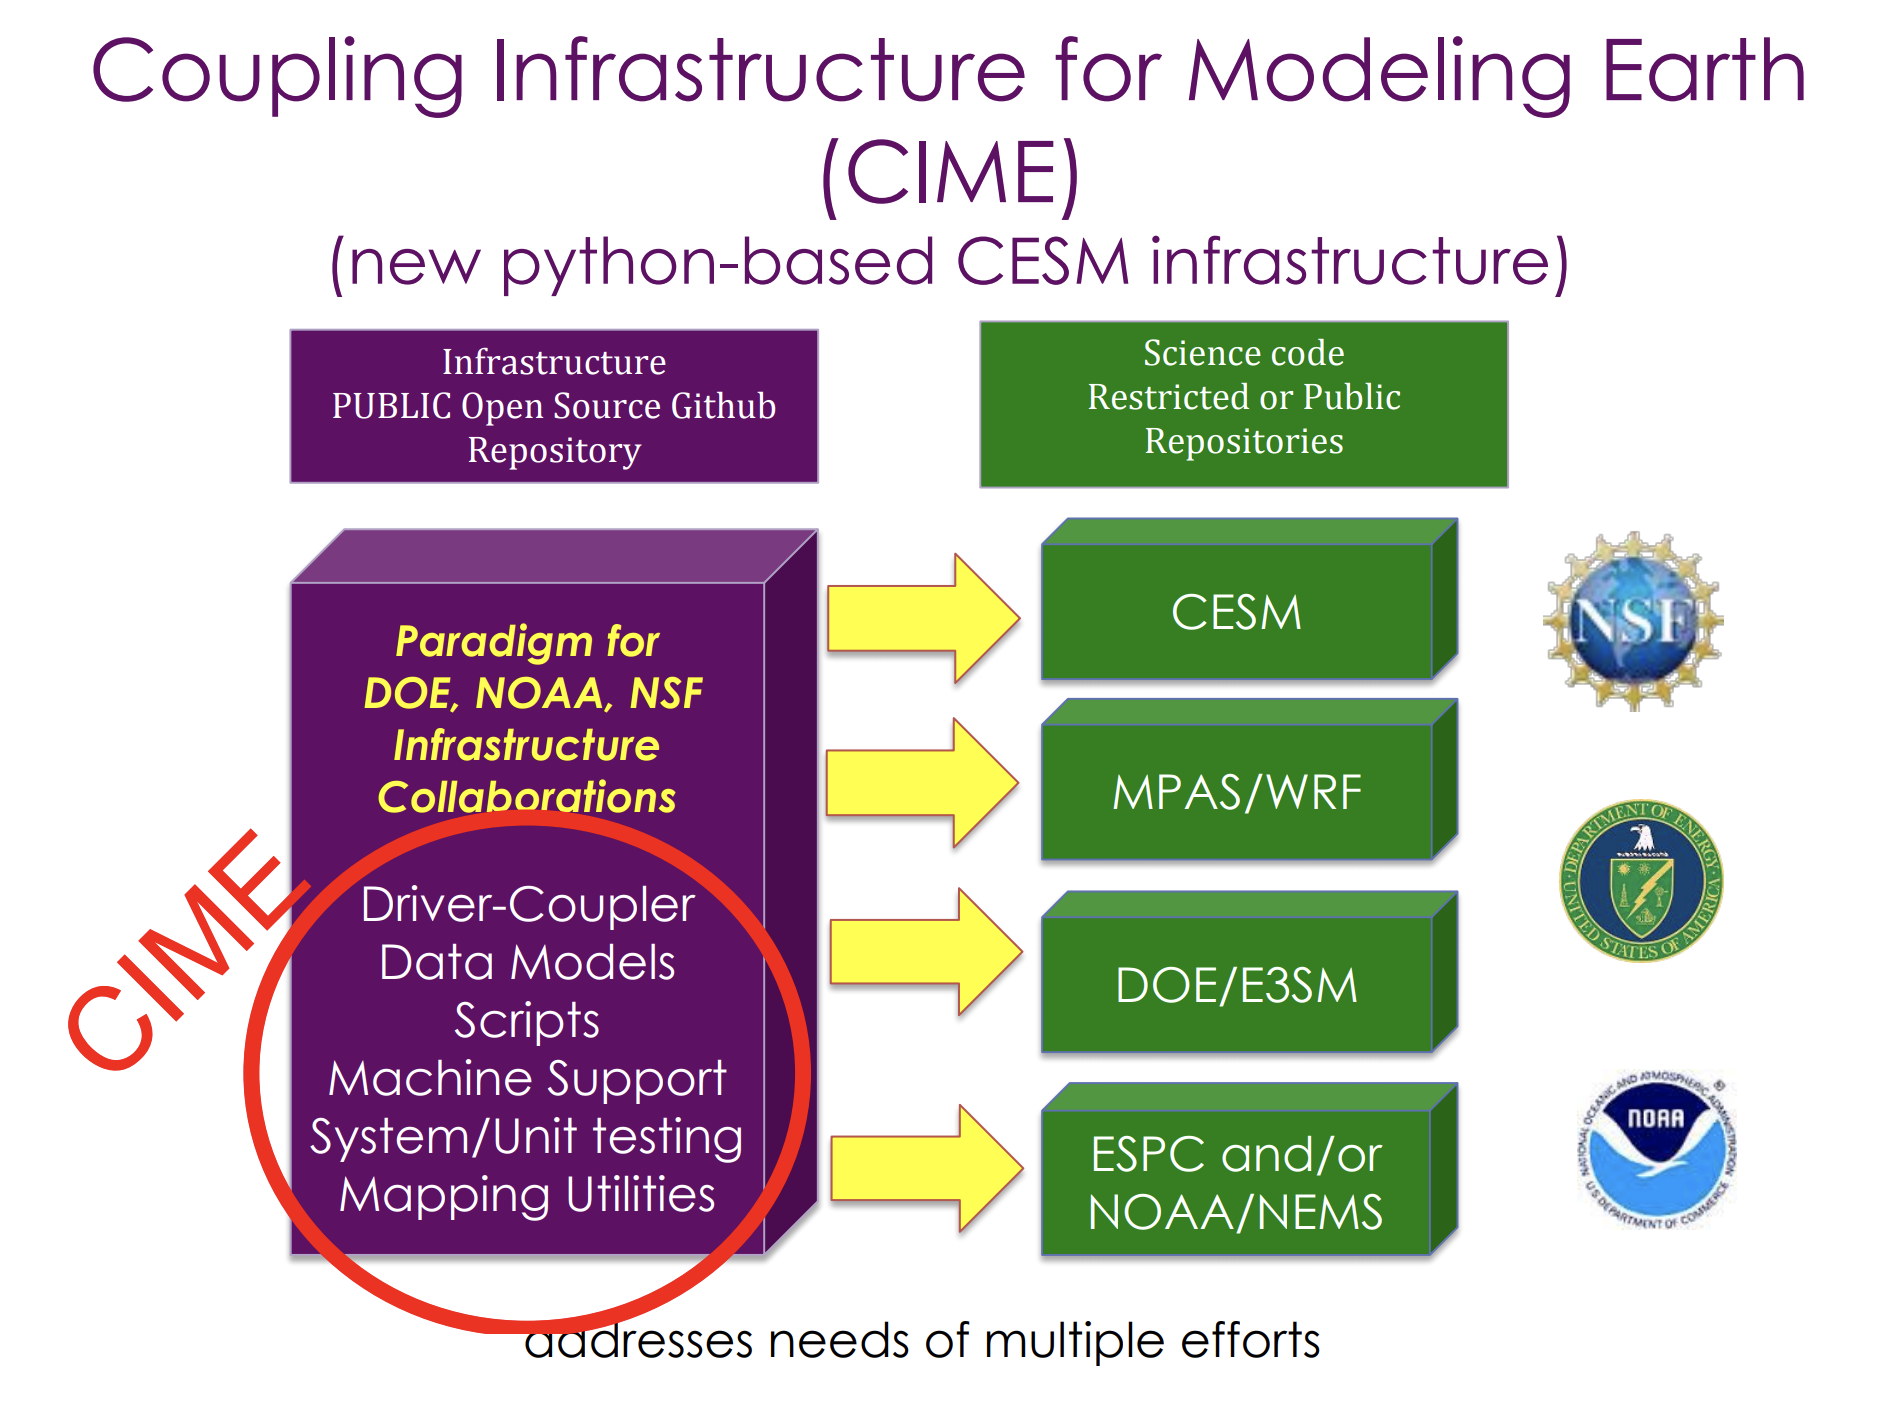 Coupling Infrastructure for Modeling Earth
(CIME)
(new python-based CESM infrastructure)
Infrastructure
PUBLIC Open Source Github
Repository
Science code
Restricted or Public
Repositories
Paradigm for
DOE, NOAA, NSF
Infrastructure
Collaborations
CIME
Driver-Coupler
Data Models
Scripts
Machine Support
System/Unit testing
Mapping Utilities
CESM
MPAS/WRF
DOE/E3SM
ESPC and/or
NOAA/NEMS
NSF
DEPARTMENT OF ENERGY
UNITED STATES OF AMERICA
NATIONAL OCEANIC AND ATMOSPHERIC ADMINISTRATION
®
NOAA
U.S. DEPARTMENT OF COMMERCE
addresses needs of multiple efforts